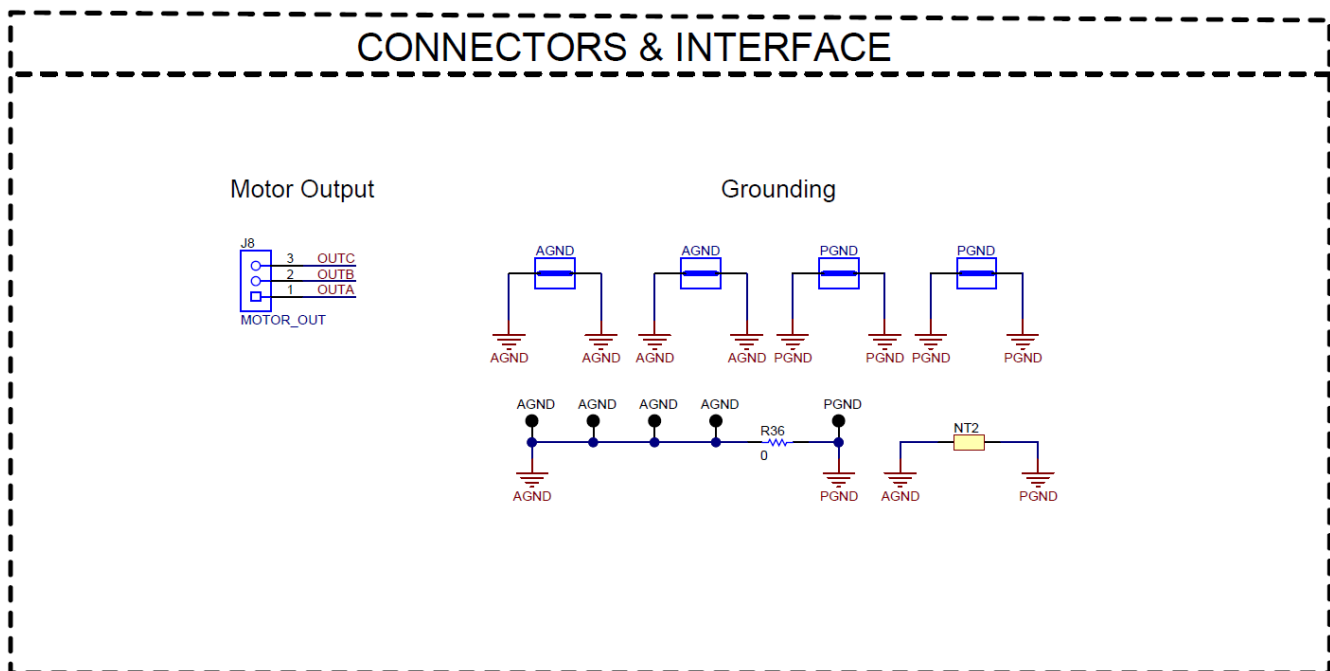 CONNECTORS & INTERFACE
Motor Output
Grounding
J8
3 OUTC
2 OUTB
1 OUTA
MOTOR_OUT
AGND AGND PGND PGND
AGND AGND AGND AGND PGND PGND PGND PGND
AGND AGND AGND AGND PGND
R36
0
NT2
AGND PGND AGND PGND